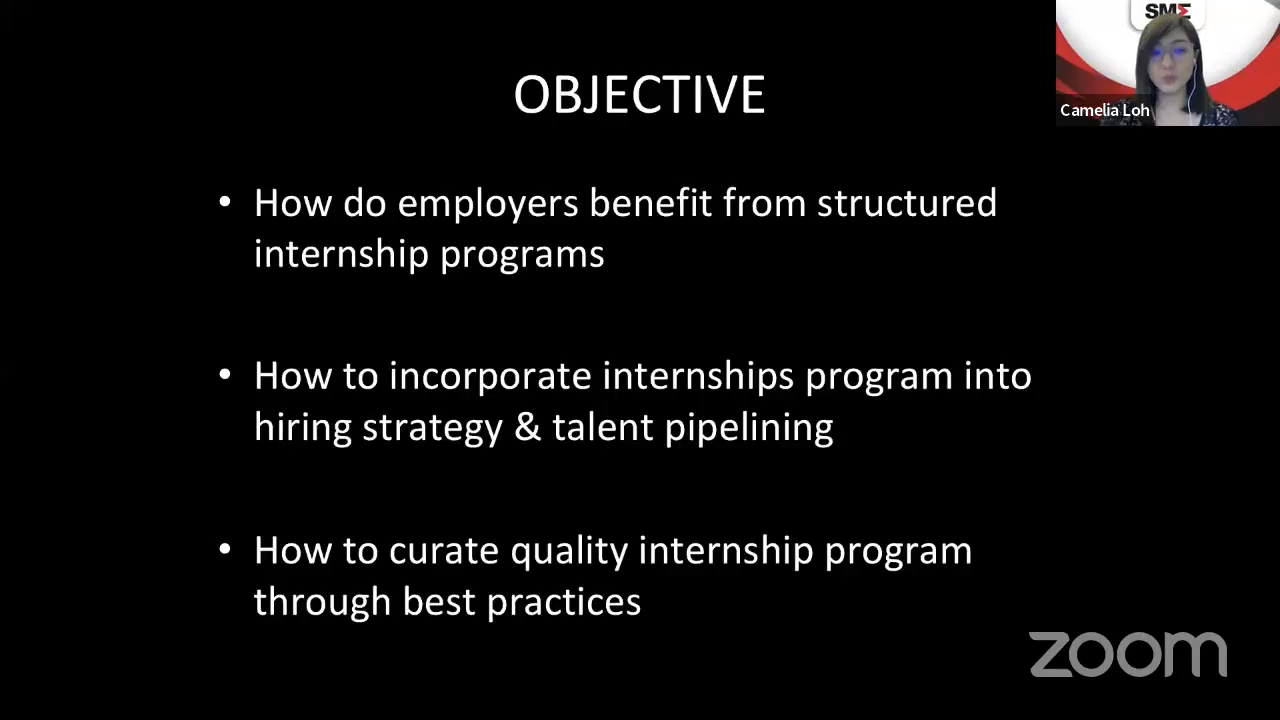 SME
Camelia Loh
OBJECTIVE
• How do employers benefit from structured
internship programs
• How to incorporate internships program into
hiring strategy & talent pipelining
• How to curate quality internship program
through best practices
zoom